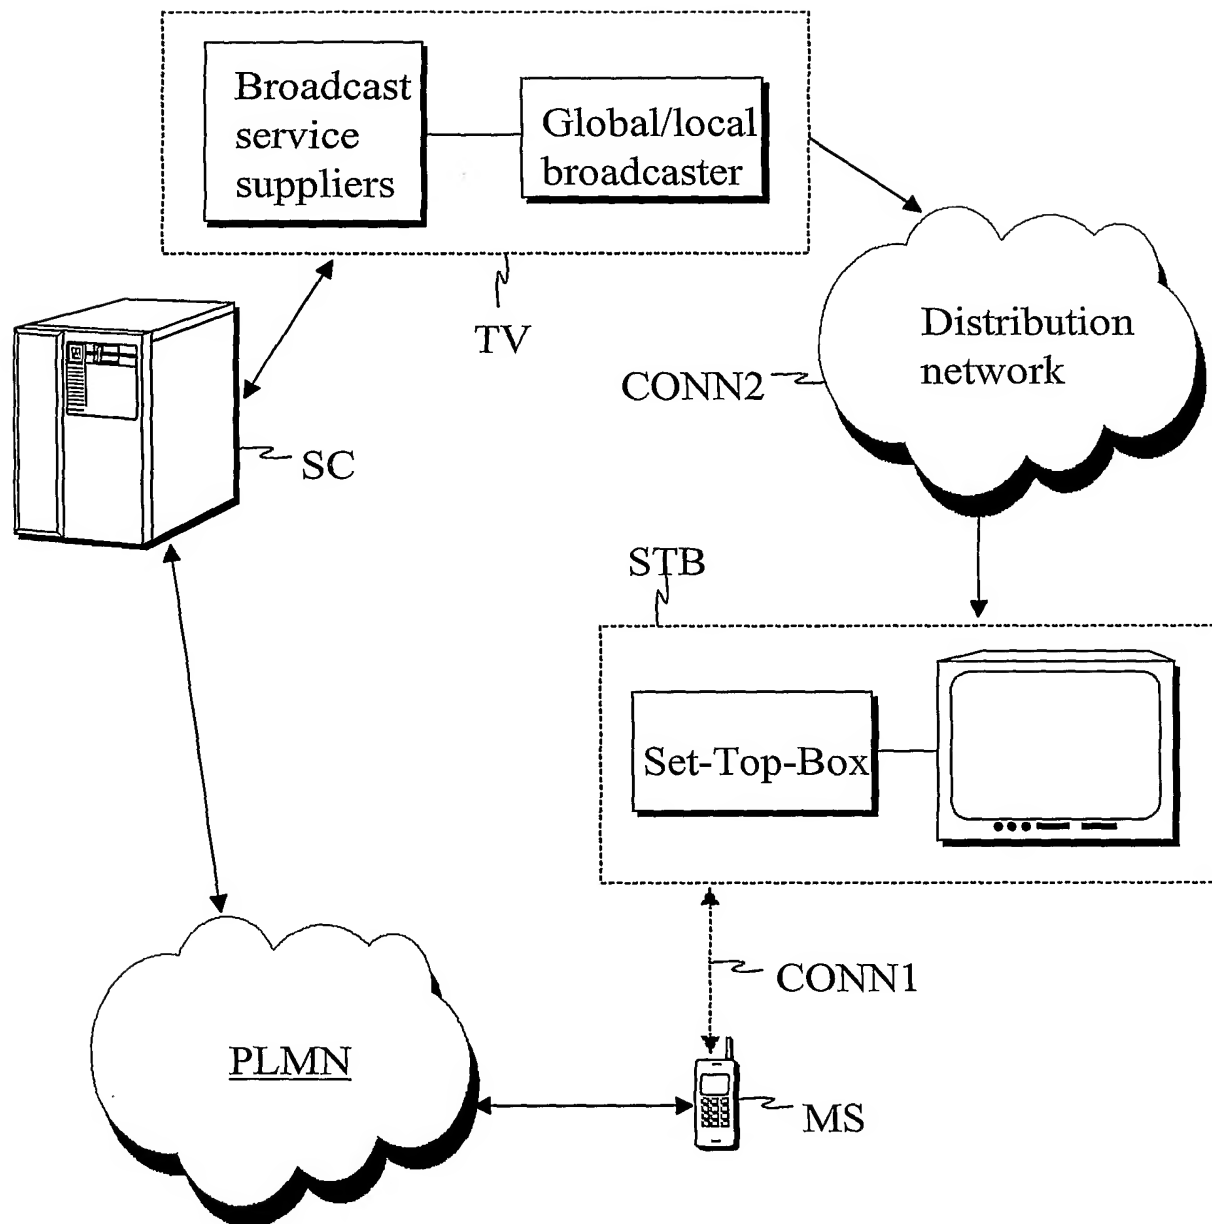 Broadcast
service
suppliers
Global/local
broadcaster
TV
Distribution
network
CONN2
SC
STB
Set-Top-Box
CONN1
PLMN
MS